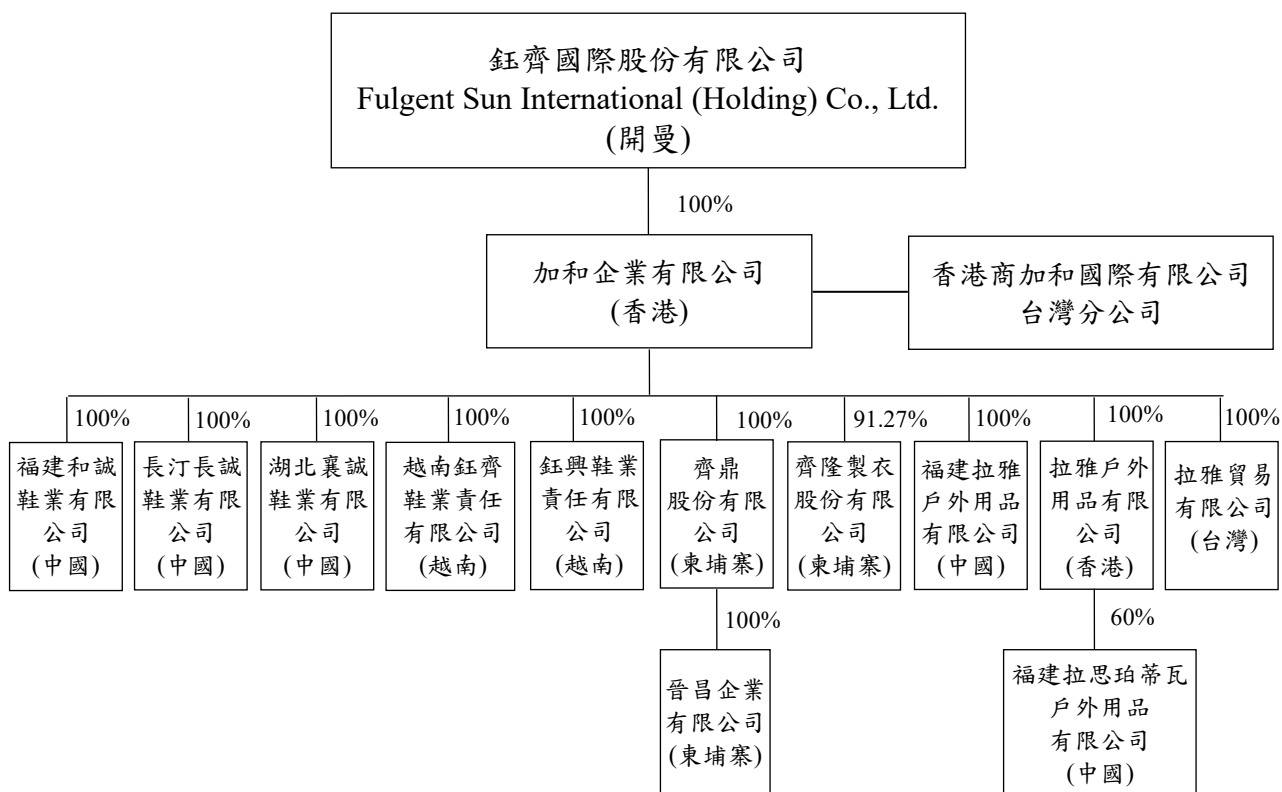 鈺齊國際股份有限公司
Fulgent Sun International (Holding) Co., Ltd.
(開曼)
100%
加和企業有限公司
(香港)
香港商加和國際有限公司
台灣分公司
100%
福建和誠
鞋業有限
公司
(中國)
100%
長汀長誠
鞋業有限
公司
(中國)
100%
湖北襄誠
鞋業有限
公司
(中國)
100%
越南鈺齊
鞋業責任
有限公司
(越南)
100%
鈺興鞋業
責任有限
公司
(越南)
100%
齊鼎
股份有限
公司
(柬埔寨)
91.27%
齊隆製衣
股份有限
公司
(柬埔寨)
100%
福建拉雅
戶外用品
有限公司
(中國)
100%
拉雅戶外
用品有限
公司
(香港)
100%
拉雅貿易
有限公司
(台灣)
100%
晉昌企業
有限公司
(柬埔寨)
60%
福建拉思珀蒂瓦
戶外用品
有限公司
(中國)